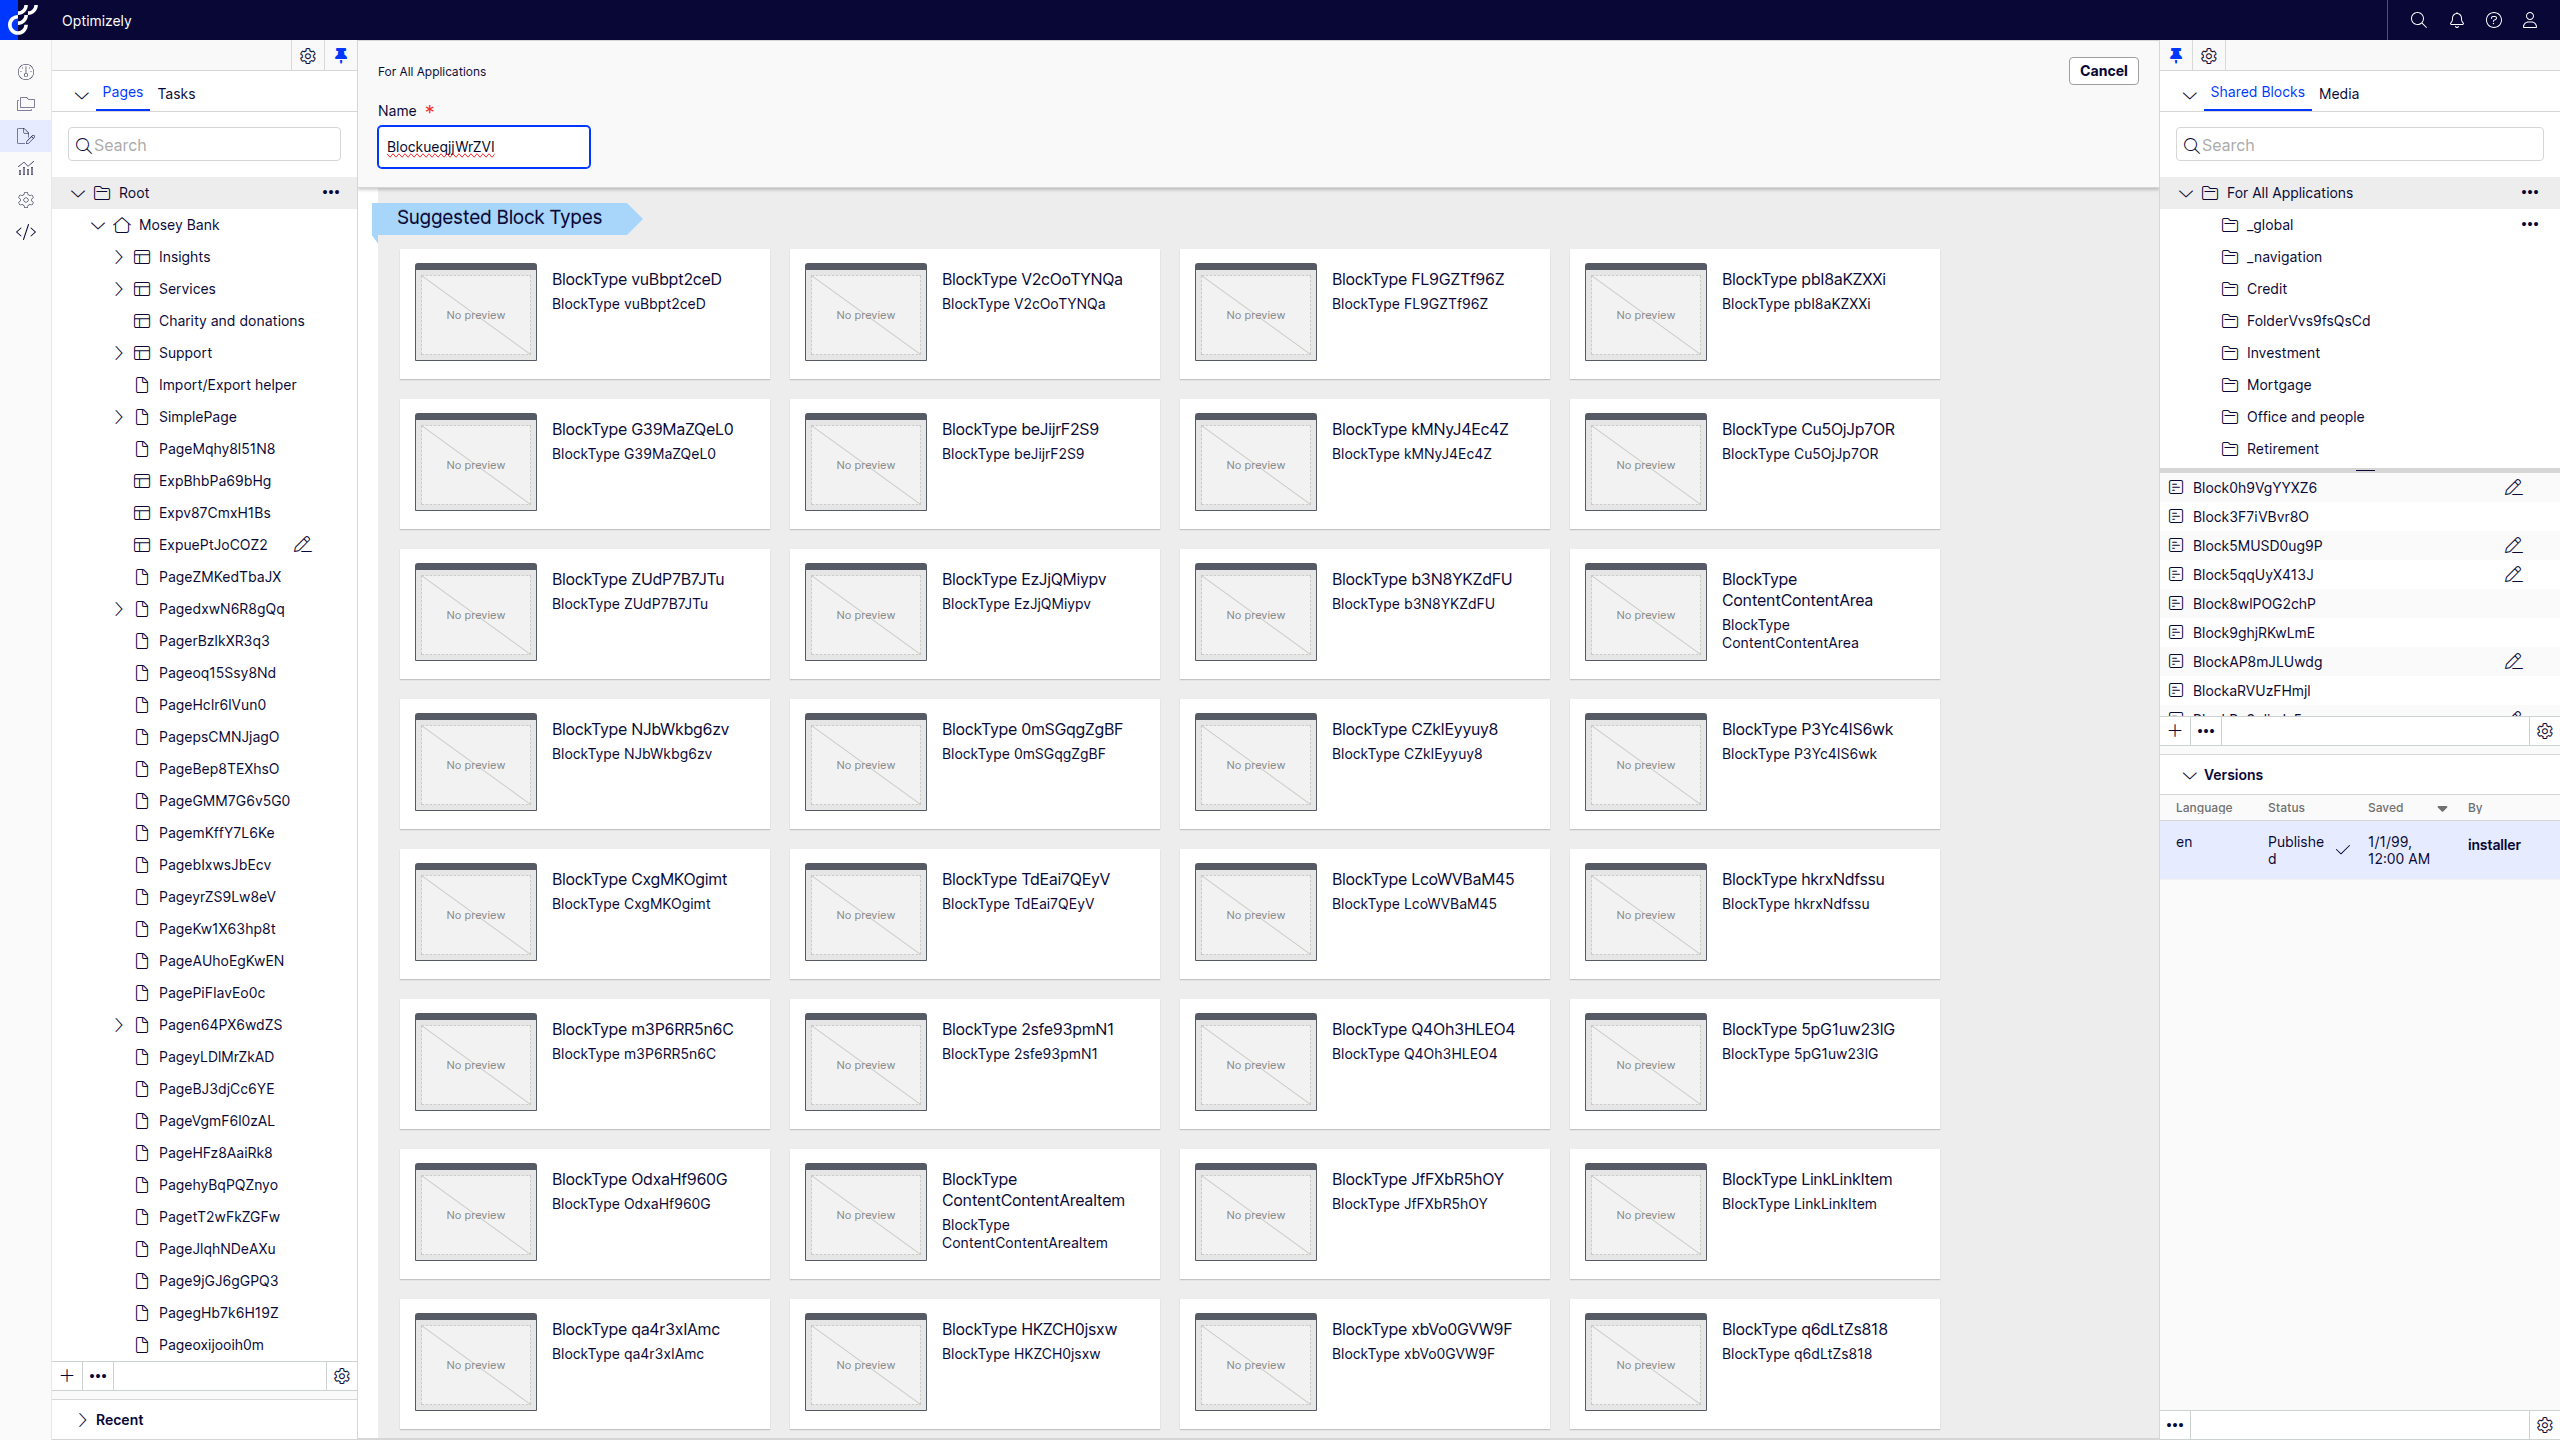 Optimizely
Pages
Tasks
Search
Root
Mosey Bank
Insights
Services
Charity and donations
Support
Import/Export helper
SimplePage
PageMqhy8I51N8
ExpBhbPa69bHg
Expv87CmxH1Bs
ExpuePtJoCOZ2
PageZMKedTbaJX
PagedxwN6R8gQq
PagerBzlkXR3q3
Pageoq15Ssy8Nd
PageHclr6lVun0
PagepsCMNJjagO
PageBep8TEXhsO
PageGMM7G6v5G0
PagemKffY7L6Ke
PageblxwsJbEcv
PageyrZS9Lw8eV
PageKw1X63hp8t
PageAUhoEgKwEN
PagePiFlavEo0c
Pagen64PX6wdZS
PageyLDlMrZkAD
PageBJ3djCc6YE
PageVgmF6l0zAL
PageHFz8AaiRk8
PagehyBqPQZnyo
PagetT2wFkZGFw
PageJlqhNDeAXu
Page9jGJ6gGPQ3
PagegHb7k6H19Z
Pageoxijooih0m
Recent
For All Applications
Cancel
Name *
BlockueqjjWrZVI
Suggested Block Types
No preview
BlockType vuBbpt2ceD
BlockType vuBbpt2ceD
No preview
BlockType V2cOoTYNQa
BlockType V2cOoTYNQa
No preview
BlockType FL9GZTf96Z
BlockType FL9GZTf96Z
No preview
BlockType pbI8aKZXXi
BlockType pbI8aKZXXi
No preview
BlockType G39MaZQeL0
BlockType G39MaZQeL0
No preview
BlockType beJijrF2S9
BlockType beJijrF2S9
No preview
BlockType kMNyJ4Ec4Z
BlockType kMNyJ4Ec4Z
No preview
BlockType Cu5OjJp7OR
BlockType Cu5OjJp7OR
No preview
BlockType ZUdP7B7JTu
BlockType ZUdP7B7JTu
No preview
BlockType EzJjQMiypv
BlockType EzJjQMiypv
No preview
BlockType b3N8YKZdFU
BlockType b3N8YKZdFU
No preview
BlockType
ContentContentArea
BlockType
ContentContentArea
No preview
BlockType NJbWkbg6zv
BlockType NJbWkbg6zv
No preview
BlockType 0mSGqgZgBF
BlockType 0mSGqgZgBF
No preview
BlockType CZklEyyuy8
BlockType CZklEyyuy8
No preview
BlockType P3Yc4IS6wk
BlockType P3Yc4IS6wk
No preview
BlockType CxgMKOgimt
BlockType CxgMKOgimt
No preview
BlockType TdEai7QEyV
BlockType TdEai7QEyV
No preview
BlockType LcoWVBaM45
BlockType LcoWVBaM45
No preview
BlockType hkrxNdfssu
BlockType hkrxNdfssu
No preview
BlockType m3P6RR5n6C
BlockType m3P6RR5n6C
No preview
BlockType 2sfe93pmN1
BlockType 2sfe93pmN1
No preview
BlockType Q4Oh3HLEO4
BlockType Q4Oh3HLEO4
No preview
BlockType 5pG1uw23lG
BlockType 5pG1uw23lG
No preview
BlockType OdxaHf960G
BlockType OdxaHf960G
No preview
BlockType
ContentContentAreaItem
BlockType
ContentContentAreaItem
No preview
BlockType JfFXbR5hOY
BlockType JfFXbR5hOY
No preview
BlockType LinkLinkItem
BlockType LinkLinkItem
No preview
BlockType qa4r3xlAmc
BlockType qa4r3xlAmc
No preview
BlockType HKZCH0jsxw
BlockType HKZCH0jsxw
No preview
BlockType xbVo0GVW9F
BlockType xbVo0GVW9F
No preview
BlockType q6dLtZs818
BlockType q6dLtZs818
Shared Blocks
Media
Search
For All Applications
_global
_navigation
Credit
FolderVvs9fsQsCd
Investment
Mortgage
Office and people
Retirement
Block0h9VgYYXZ6
Block3F7iVBvr8O
Block5MUSD0ug9P
Block5qqUyX413J
Block8wlPOG2chP
Block9ghjRKwLmE
BlockAP8mJLUwdg
BlockaRVUzFHmjI
Versions
Language Status Saved By
en Publishe 1/1/99, installer
d 12:00 AM